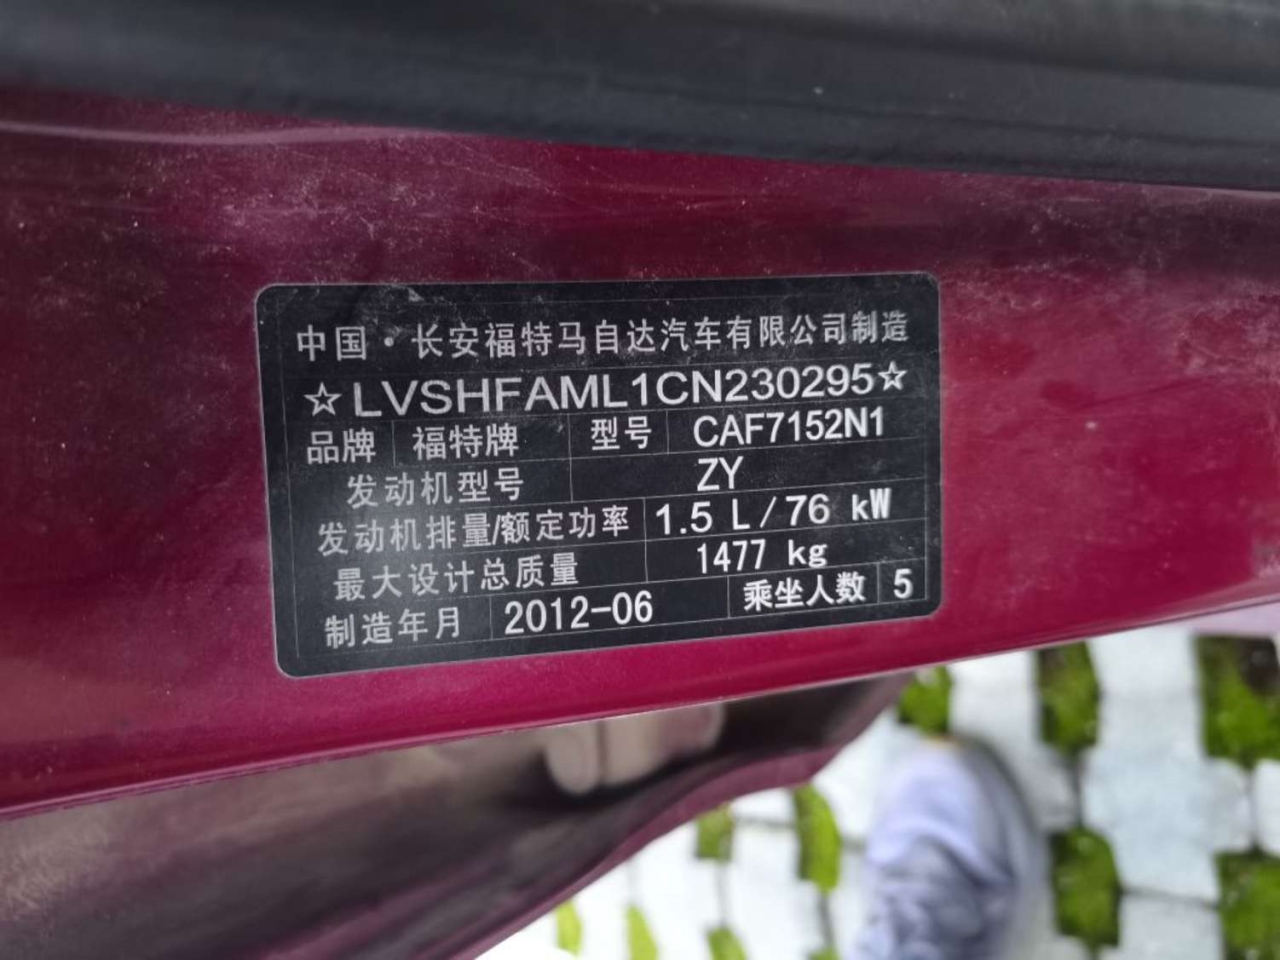 中国·长安福特马自达汽车有限公司制造
☆LVSHFAML1CN230295☆
品牌 福特牌 型号 CAF7152N1
发动机型号 ZY
发动机排量/额定功率 1.5 L/76 kW
最大设计总质量 1477 kg
制造年月 2012-06 乘坐人数 5